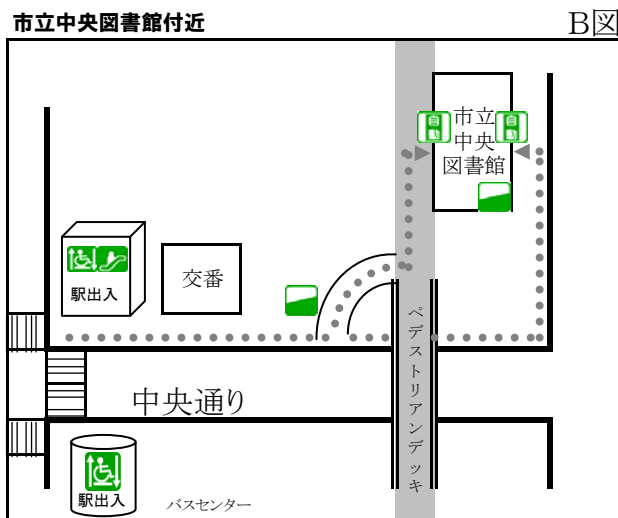 市立中央図書館付近
B図
市立
中央
図書館
駅出入
交番
ペデストリアンデッキ
中央通り
駅出入
バスセンター